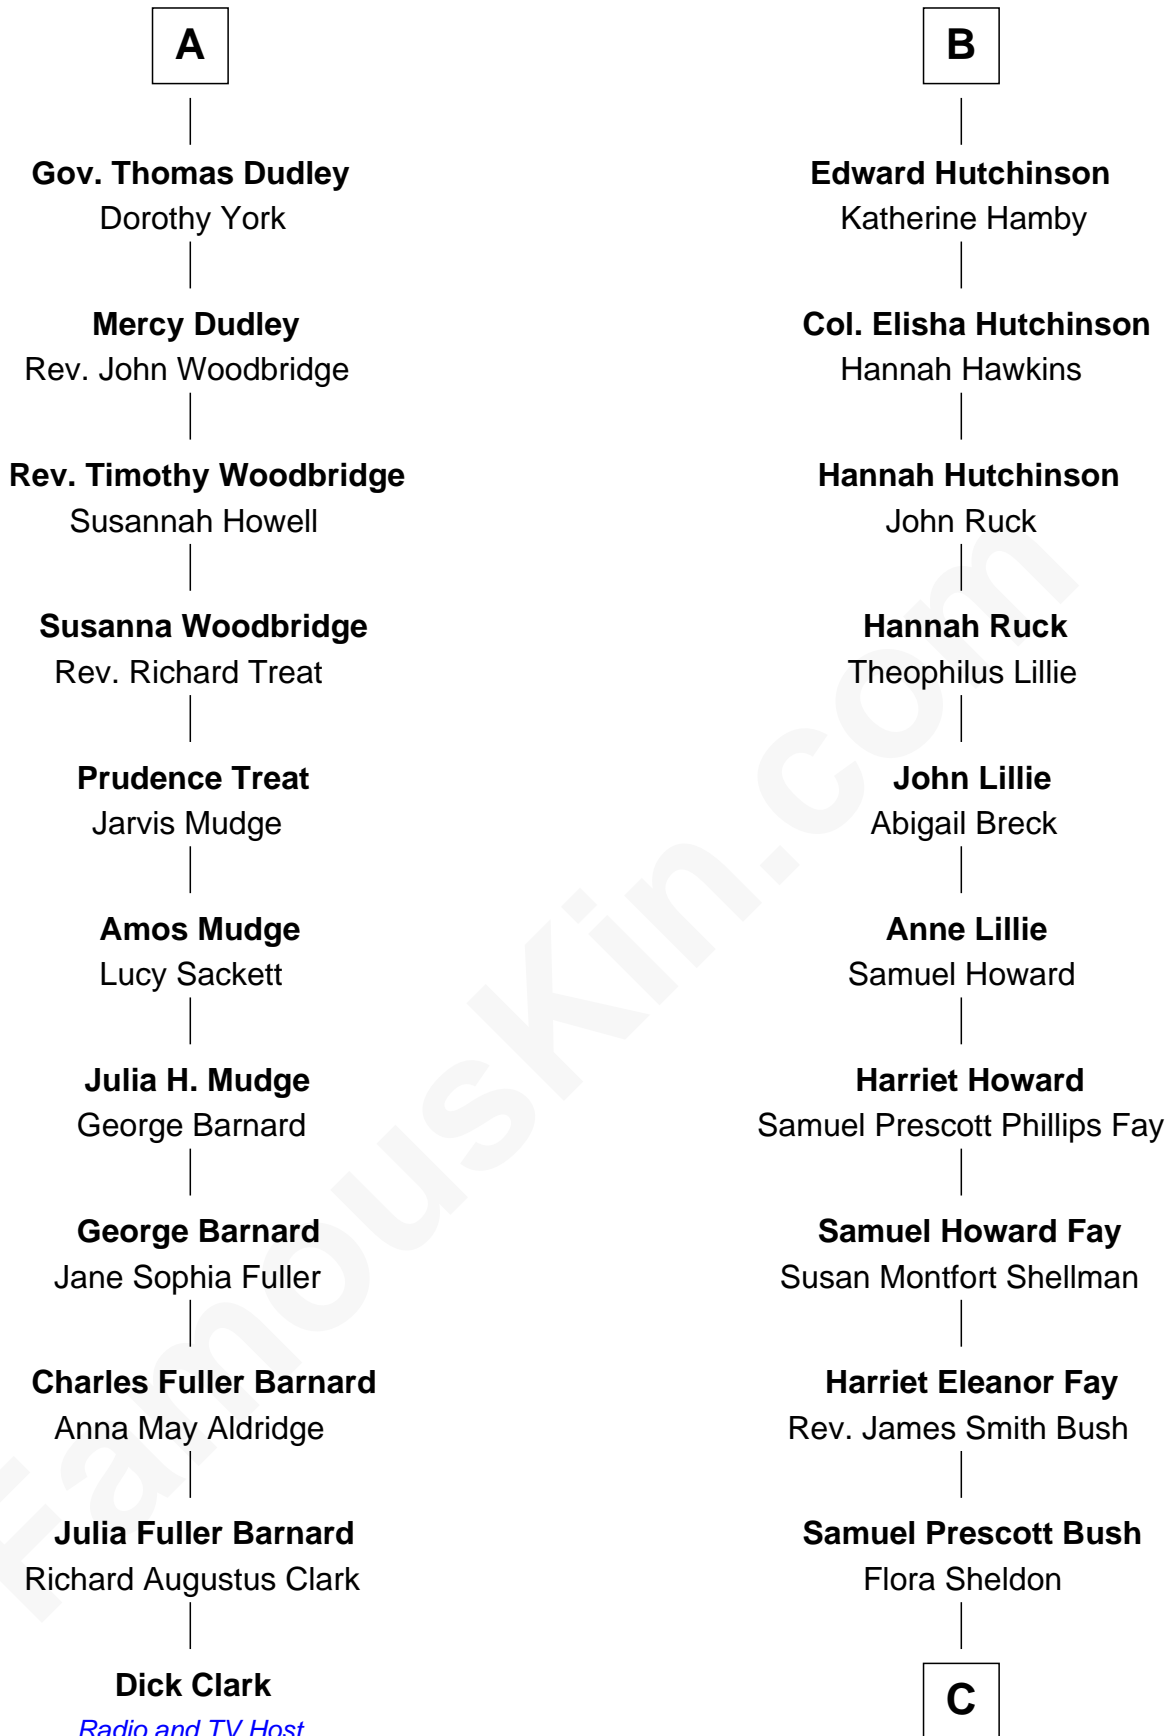 A
Gov. Thomas Dudley
Dorothy York
Mercy Dudley
Rev. John Woodbridge
Rev. Timothy Woodbridge
Susannah Howell
Susanna Woodbridge
Rev. Richard Treat
Prudence Treat
Jarvis Mudge
Amos Mudge
Lucy Sackett
Julia H. Mudge
George Barnard
George Barnard
Jane Sophia Fuller
Charles Fuller Barnard
Anna May Aldridge
Julia Fuller Barnard
Richard Augustus Clark
Dick Clark
Radio and TV Host
B
Edward Hutchinson
Katherine Hamby
Col. Elisha Hutchinson
Hannah Hawkins
Hannah Hutchinson
John Ruck
Hannah Ruck
Theophilus Lillie
John Lillie
Abigail Breck
Anne Lillie
Samuel Howard
Harriet Howard
Samuel Prescott Phillips Fay
Samuel Howard Fay
Susan Montfort Shellman
Harriet Eleanor Fay
Rev. James Smith Bush
Samuel Prescott Bush
Flora Sheldon
C
FamousKin.com